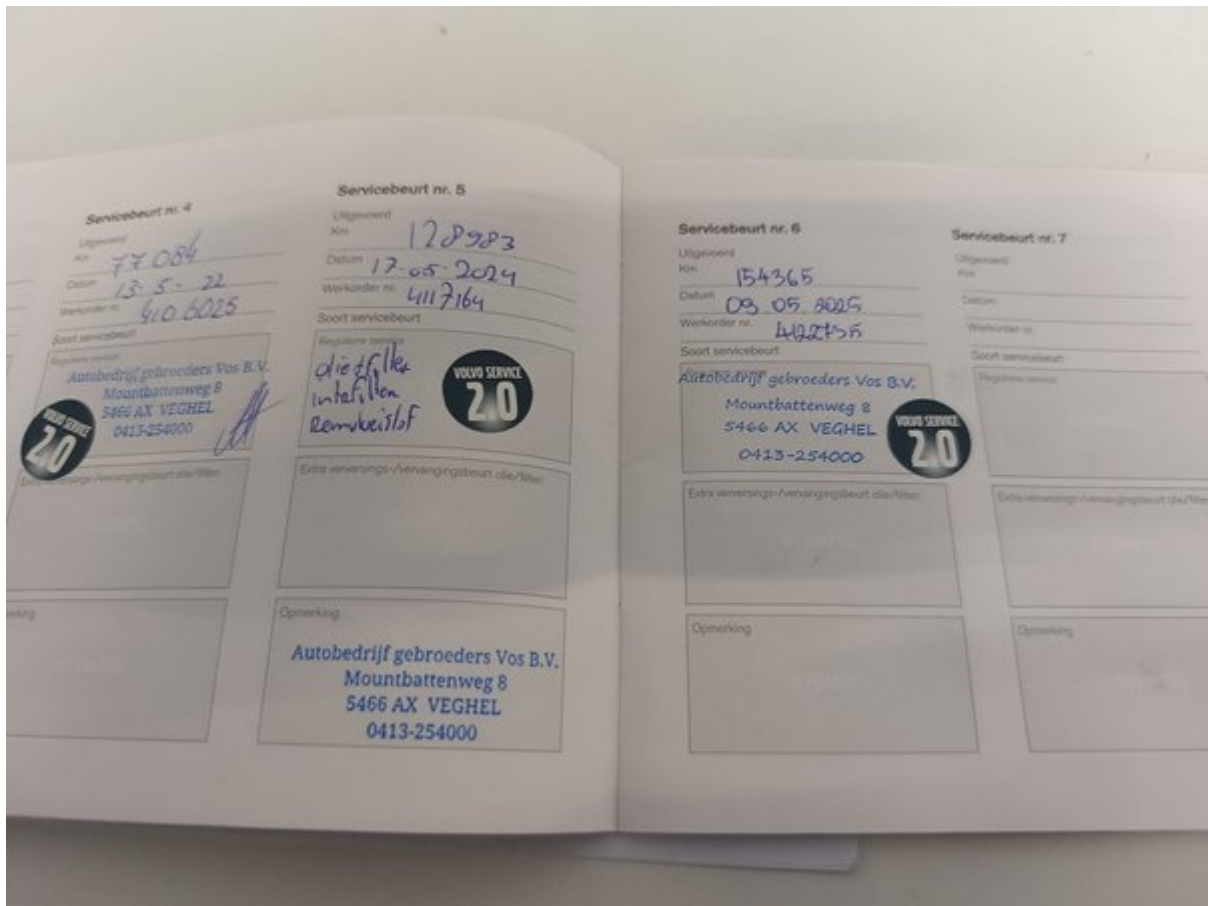 Servicebeurt nr. 4
Uitgevoerd
Km 77 084
Datum 13-5-22
Werkorder nr. 4106025
Soort servicebeurt
Reguliere service
Autobedrijf gebroeders Vos B.V.
Mountbattenweg 8
5466 AX VEGHEL
0413-254000
VOLVO SERVICE
2.0
Extra verversings-/vervangingsbeurt olie/filter:
Servicebeurt nr. 5
Uitgevoerd
Km 128983
Datum 17-05-2024
Werkorder nr. 4117164
Soort servicebeurt
Reguliere service
VOLVO SERVICE
2.0
Extra verversings-/vervangingsbeurt olie/filter:
Opmerking
Autobedrijf gebroeders Vos B.V.
Mountbattenweg 8
5466 AX VEGHEL
0413-254000
Servicebeurt nr. 6
Uitgevoerd
Km 154365
Datum 09.05.2025
Werkorder nr.
Soort servicebeurt
Autobedrijf gebroeders Vos B.V.
Mountbattenweg 8
5466 AX VEGHEL
0413-254000
VOLVO SERVICE
2.0
Extra verversings-/vervangingsbeurt olie/filter:
Opmerking
Servicebeurt nr. 7
Uitgevoerd
Km
Datum
Werkorder nr.
Soort servicebeurt
Reguliere service
Extra verversings-/vervangingsbeurt olie/filter
Opmerking